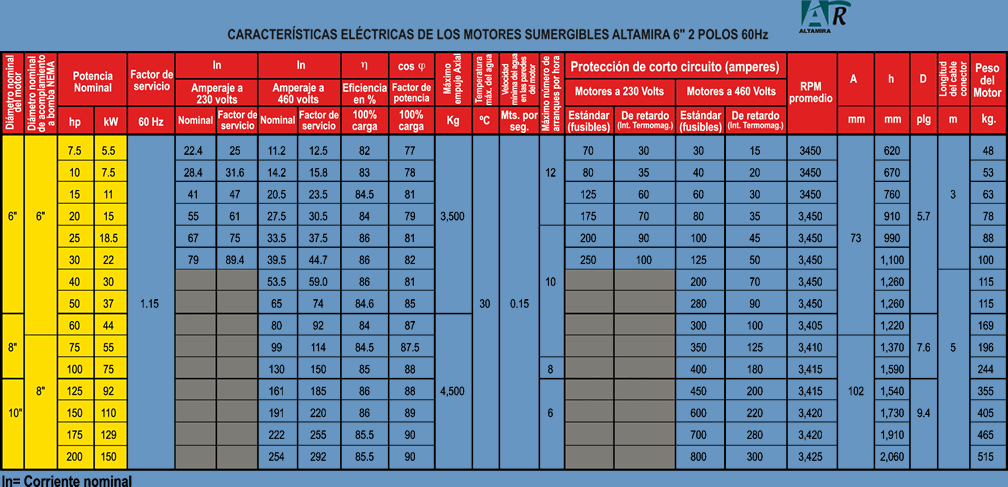 AR
ALTAMIRA
CARACTERÍSTICAS ELÉCTRICAS DE LOS MOTORES SUMERGIBLES ALTAMIRA 6" 2 POLOS 60Hz
Diámetro nominal del motor
Diámetro nominal de acomplamiento a bomba NEMA
Potencia Nominal
Factor de servicio
In
In
η
cos φ
Máximo empuje Axial
Temperatura máx. del agua
Velocidad mínima del agua en las paredes del motor
Máximo número de arranques por hora
Protección de corto circuito (amperes)
RPM promedio
A
h
D
Longitud del cable conector
Peso del Motor
Amperaje a 230 volts
Amperaje a 460 volts
Eficiencia en %
Factor de potencia
Motores a 230 Volts
Motores a 460 Volts
hp kW 60 Hz Nominal Factor de servicio Nominal Factor de servicio 100% carga 100% carga Kg ºC Mts. por seg. Estándar (fusibles) De retardo (Int. Termomag.) Estándar (fusibles) De retardo (Int. Termomag.) mm mm plg m kg.
7.5 5.5 22.4 25 11.2 12.5 82 77 70 30 30 15 3450 620 48
10 7.5 28.4 31.6 14.2 15.8 83 78 12 80 35 40 20 3450 670 53
15 11 41 47 20.5 23.5 84.5 81 125 60 60 30 3450 760 3 63
6" 6" 20 15 55 61 27.5 30.5 84 79 3,500 175 70 80 35 3,450 910 5.7 78
25 18.5 67 75 33.5 37.5 86 81 200 90 100 45 3,450 73 990 88
30 22 79 89.4 39.5 44.7 86 82 250 100 125 50 3,450 1,100 100
40 30 53.5 59.0 86 81 10 200 70 3,450 1,260 115
50 37 1.15 65 74 84.6 85 30 0.15 280 90 3,450 1,260 115
60 44 80 92 84 87 300 100 3,405 1,220 169
8" 75 55 99 114 84.5 87.5 350 125 3,410 1,370 7.6 5 196
100 75 130 150 85 88 8 400 180 3,415 1,590 244
8" 125 92 161 185 86 88 4,500 450 200 3,415 102 1,540 355
10" 150 110 191 220 86 89 6 600 220 3,420 1,730 9.4 405
175 129 222 255 85.5 90 700 280 3,420 1,910 465
200 150 254 292 85.5 90 800 300 3,425 2,060 515
In= Corriente nominal